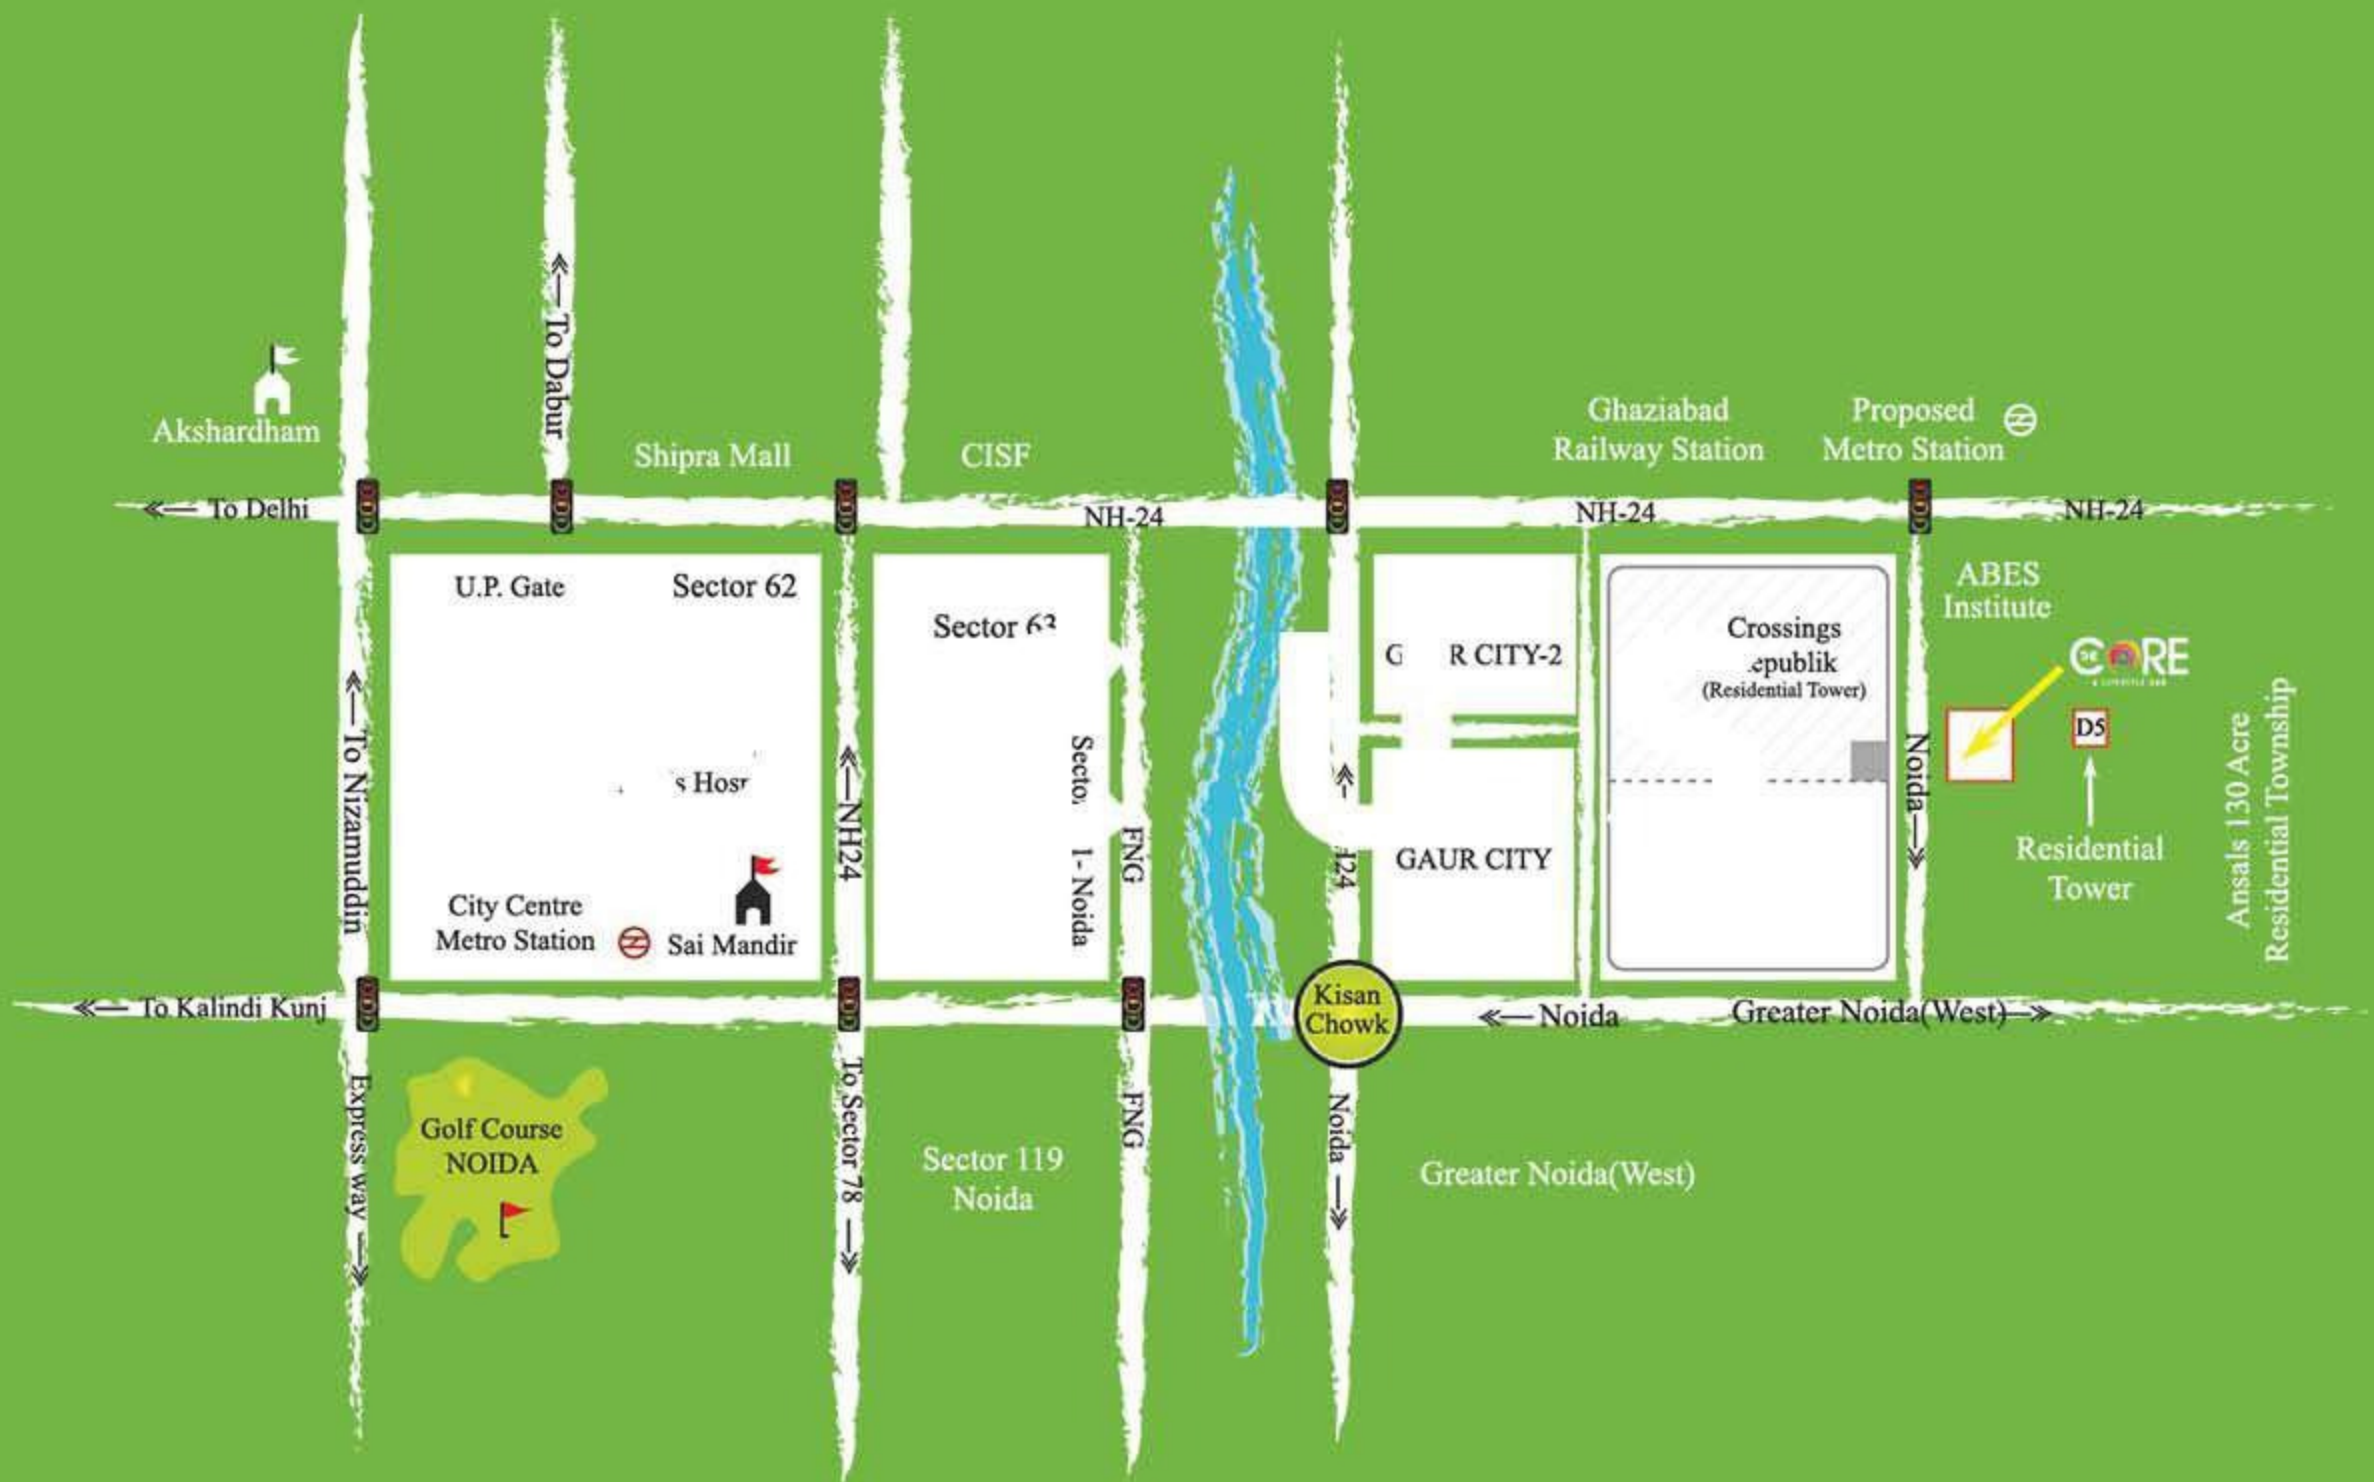 Akshardham
To Dabur
Shipra Mall
CISF
Ghaziabad
Railway Station
Proposed
Metro Station
To Delhi
NH-24
NH-24
NH-24
U.P. Gate
Sector 62
Sector
R CITY-2
Crossings
(Residential Tower)
ABES
Institute
DE
CORE
D5
Residential
Tower
Ansals 130 Acre
Residential Township
To Nizamuddin
NH24
1- Noida
FNG
GAUR CITY
Noida
City Centre
Metro Station
Sai Mandir
To Kalindi Kunj
Kisan
Chowk
Noida
Greater Noida(West)
Express way
Golf Course
NOIDA
To Sector 78
Sector 119
Noida
FNG
Noida
Greater Noida(West)